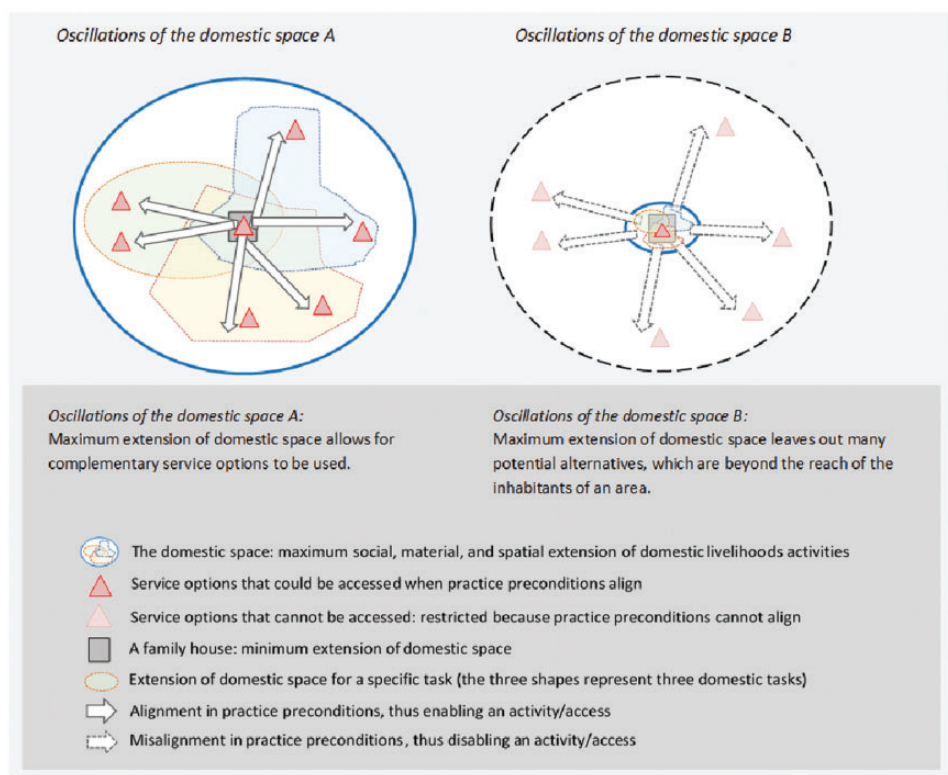 Oscillations of the domestic space A
Oscillations of the domestic space B
Oscillations of the domestic space A:
Maximum extension of domestic space allows for
complementary service options to be used.
Oscillations of the domestic space B:
Maximum extension of domestic space leaves out many
potential alternatives, which are beyond the reach of the
inhabitants of an area.
The domestic space: maximum social, material, and spatial extension of domestic livelihoods activities
Service options that could be accessed when practice preconditions align
Service options that cannot be accessed: restricted because practice preconditions cannot align
A family house: minimum extension of domestic space
Extension of domestic space for a specific task (the three shapes represent three domestic tasks)
Alignment in practice preconditions, thus enabling an activity/access
Misalignment in practice preconditions, thus disabling an activity/access